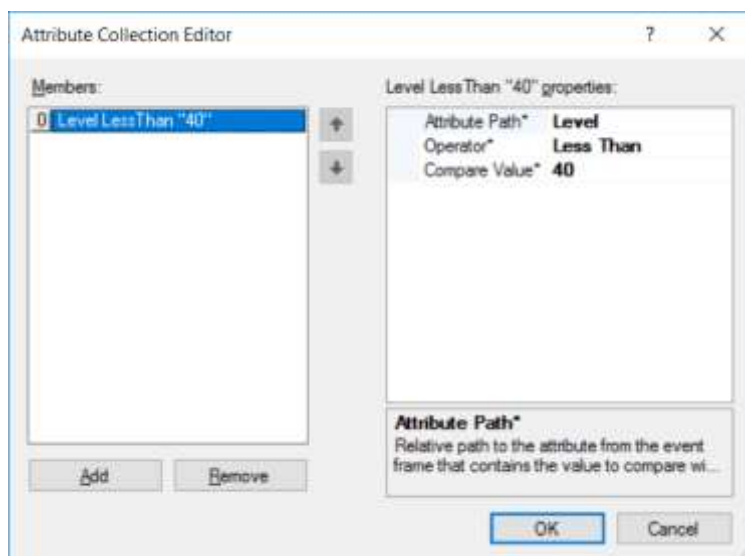 Attribute Collection Editor ? ×
Members:
0 Level LessThan "40"
Add Remove
Level LessThan "40" properties:
Attribute Path* Level
Operator* Less Than
Compare Value* 40
Attribute Path*
Relative path to the attribute from the event
frame that contains the value to compare wi...
OK Cancel